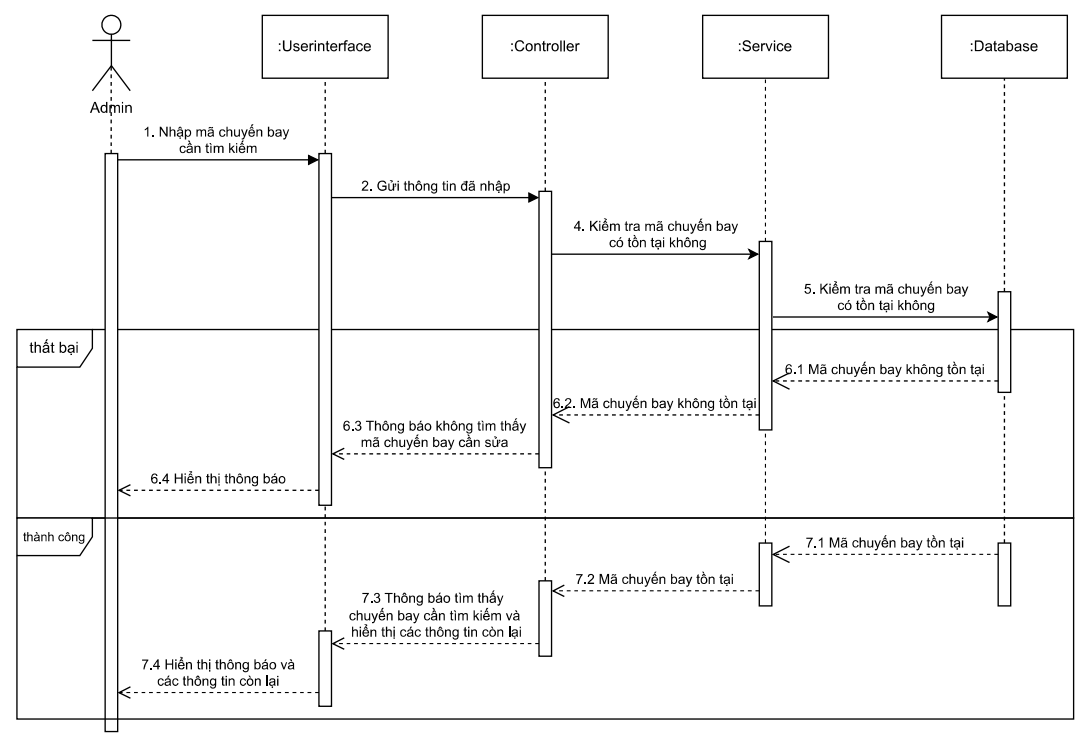 :Userinterface
:Controller
:Service
:Database
Admin
1. Nhập mã chuyến bay
cần tìm kiếm
2. Gửi thông tin đã nhập
4. Kiểm tra mã chuyến bay
có tồn tại không
5. Kiểm tra mã chuyến bay
có tồn tại không
thất bại
6.1 Mã chuyến bay không tồn tại
6.2. Mã chuyến bay không tồn tại
6.3 Thông báo không tìm thấy
mã chuyến bay cần sửa
6.4 Hiển thị thông báo
thành công
7.1 Mã chuyến bay tồn tại
7.2 Mã chuyến bay tồn tại
7.3 Thông báo tìm thấy
chuyến bay cần tìm kiếm và
hiển thị các thông tin còn lại
7.4 Hiển thị thông báo và
các thông tin còn lại